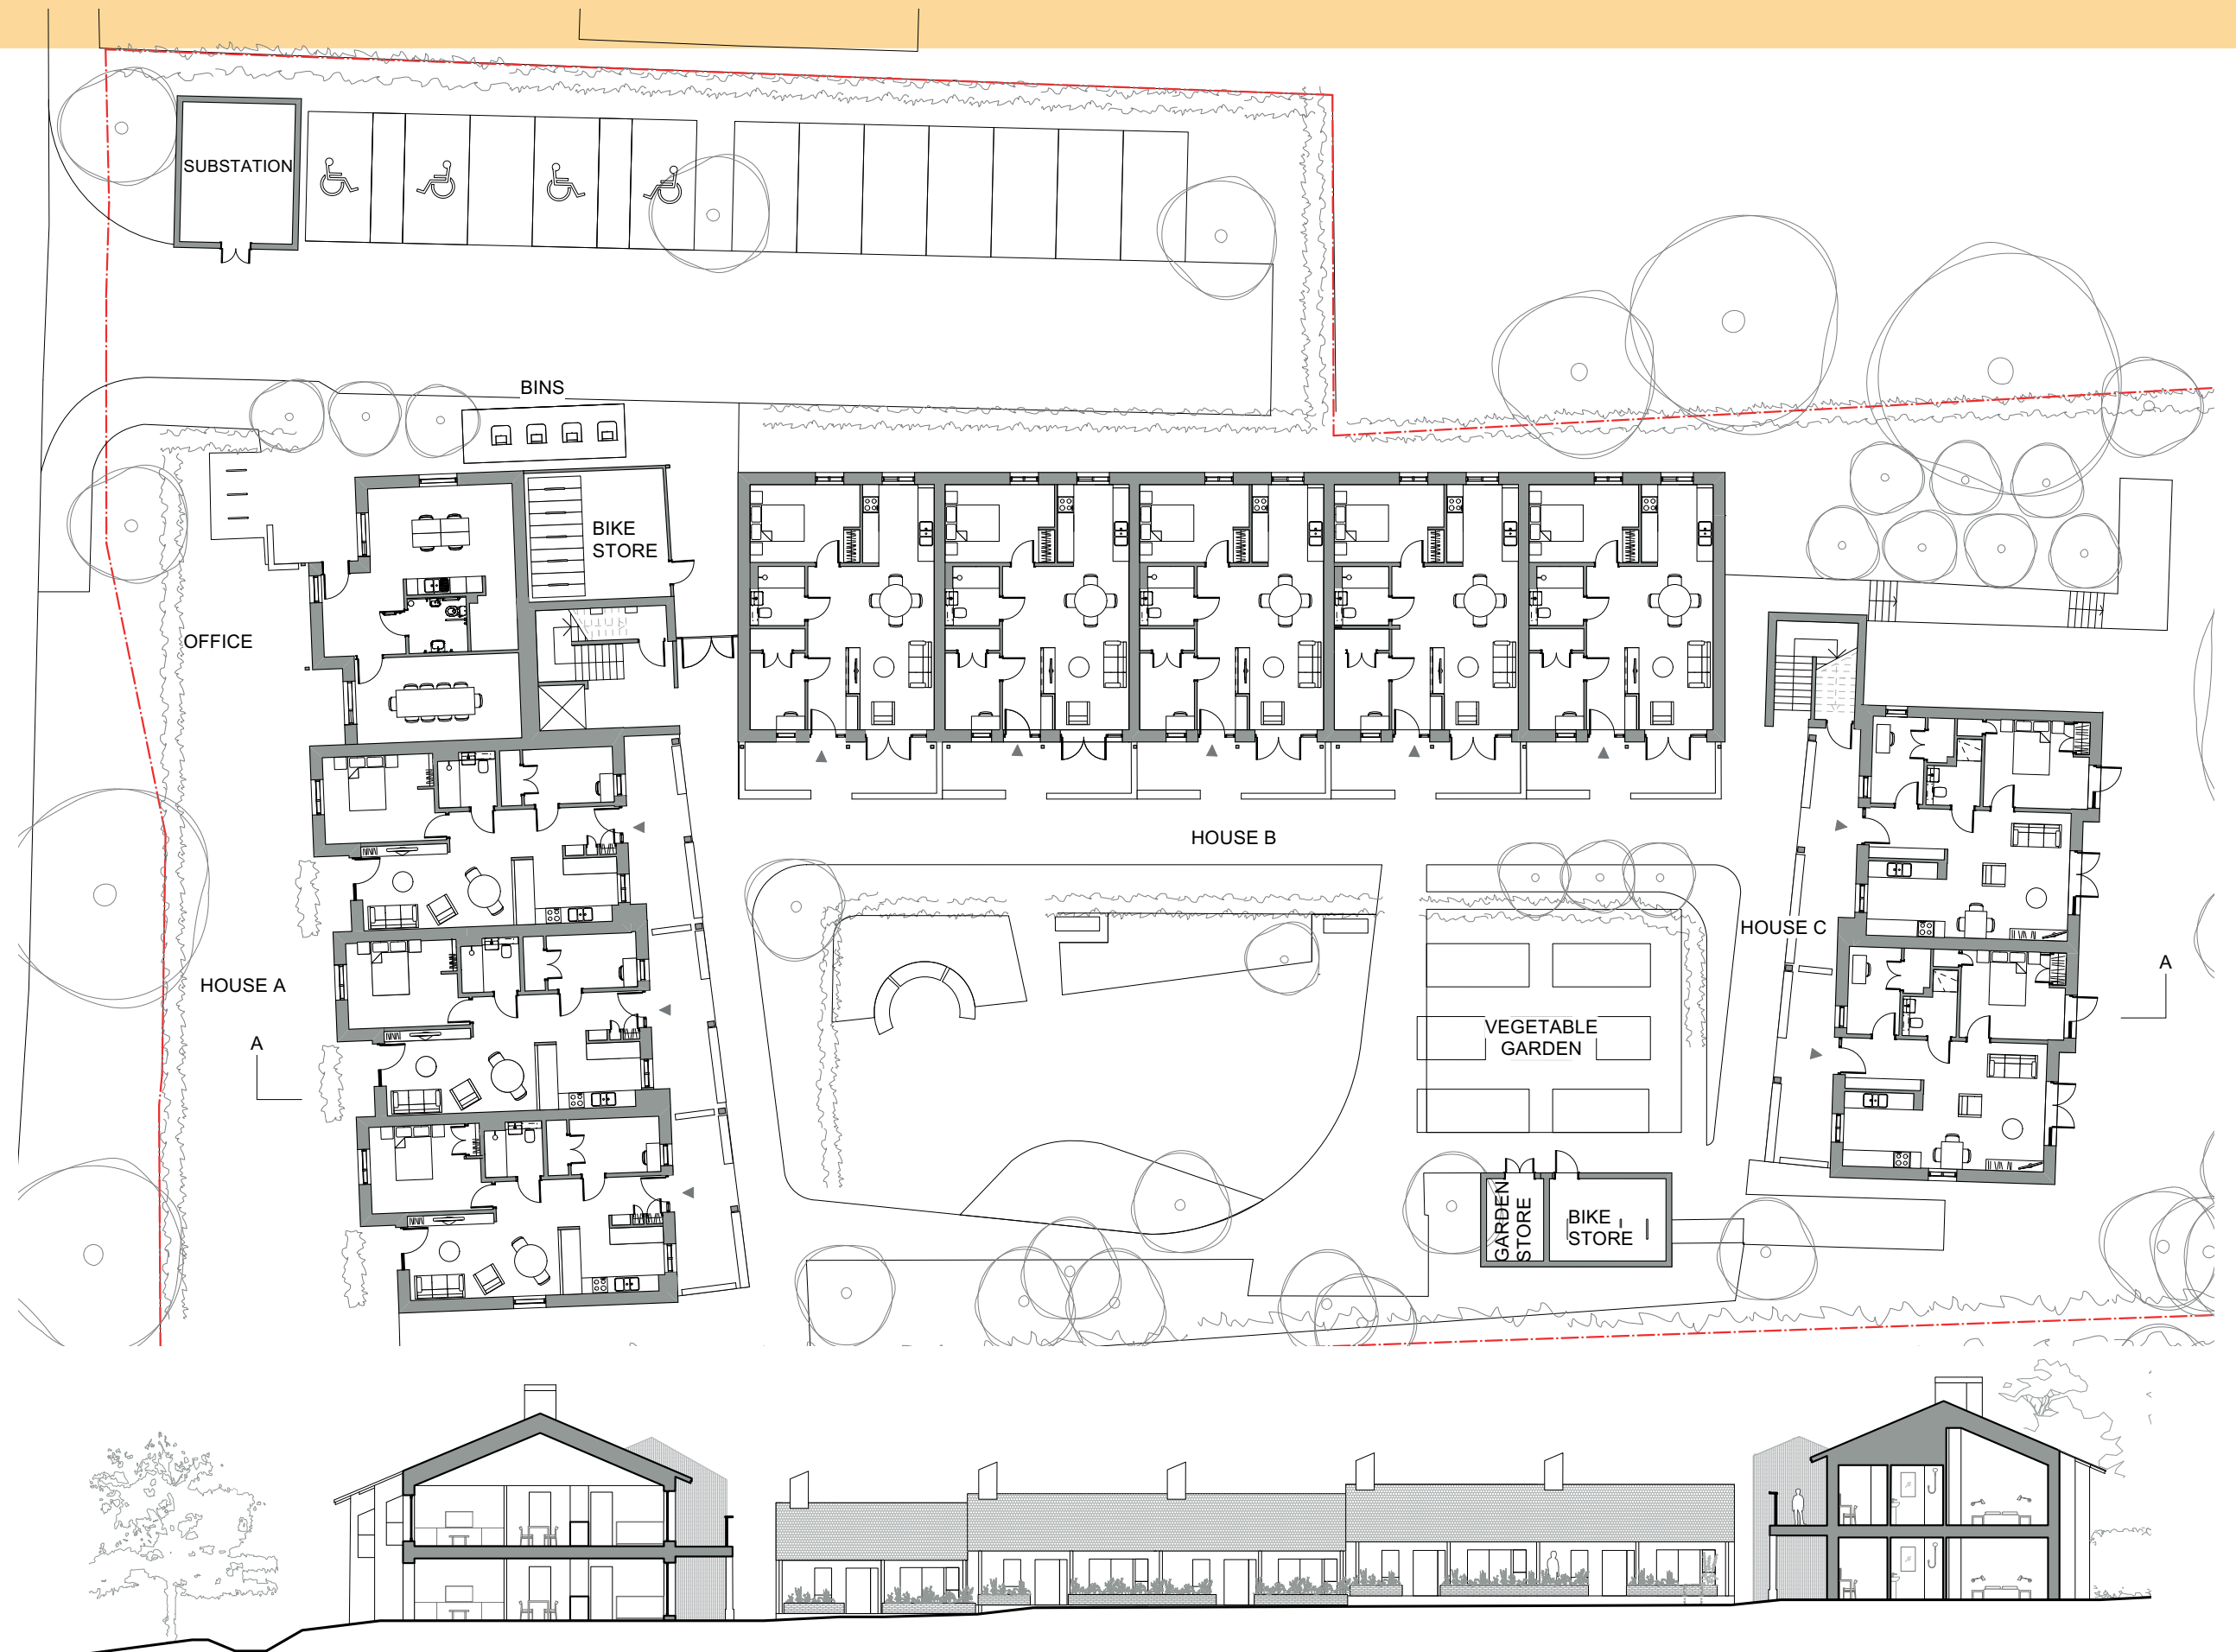 SUBSTATION
BINS
BIKE
STORE
OFFICE
HOUSE B
HOUSE C
HOUSE A
A
A
VEGETABLE
GARDEN
GARDEN
STORE
BIKE
STORE